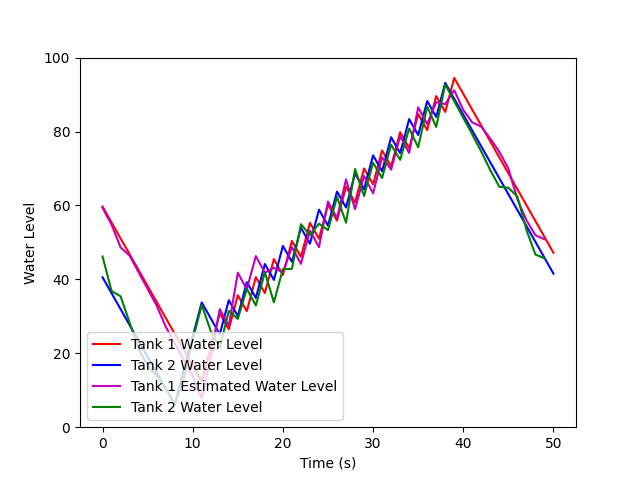 100
80
60
40
20
0
Water Level
Tank 1 Water Level
Tank 2 Water Level
Tank 1 Estimated Water Level
Tank 2 Water Level
0 10 20 30 40 50
Time (s)